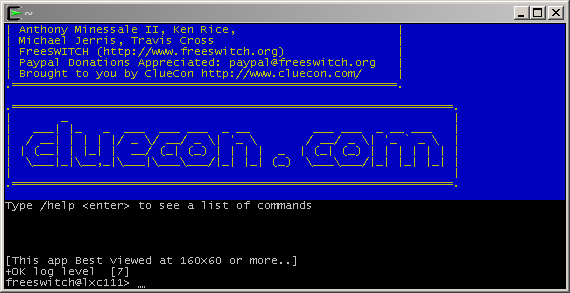 ~
Anthony Minessale II, Ken Rice,
Michael Jerris, Travis Cross
FreeSWITCH (http://www.freeswitch.org)
Paypal Donations Appreciated: paypal@freeswitch.org
Brought to you by ClueCon http://www.cluecon.com/
cluecon.com
Type /help <enter> to see a list of commands
[This app Best viewed at 160x60 or more..]
+OK log level  [7]
freeswitch@lxc111> _